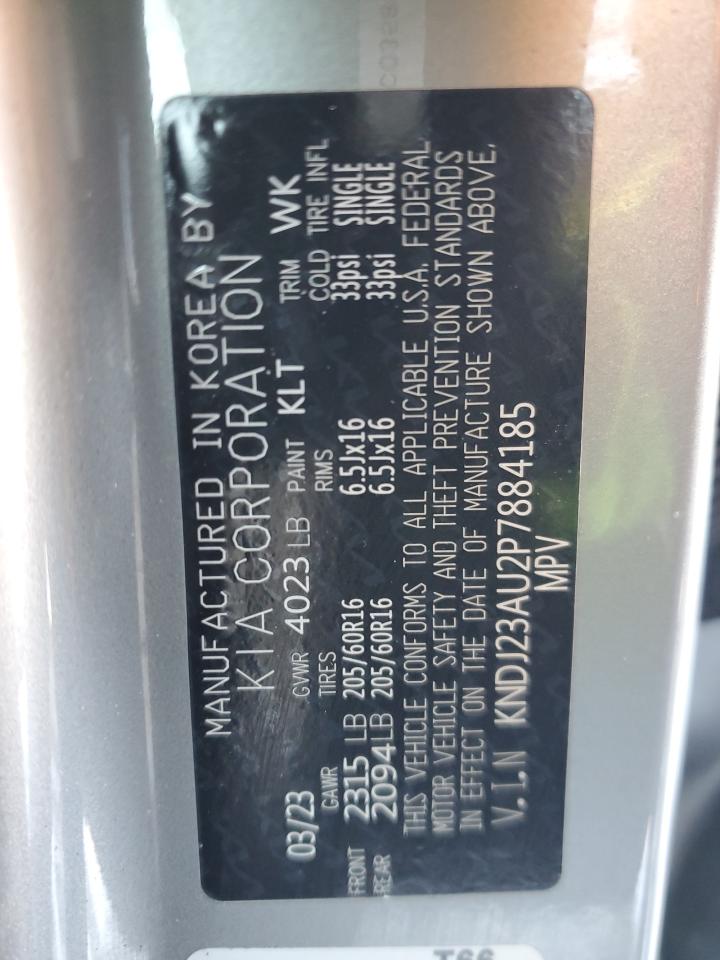 MANUFACTURED IN KOREA BY
KIA CORPORATION
03/23 GVWR 4023 LB PAINT KLT TRIM WK
GAWR TIRES RIMS COLD TIRE INFL
FRONT 2315 LB 205/60R16 6.5Jx16 33psi SINGLE
REAR 2094 LB 205/60R16 6.5Jx16 33psi SINGLE
THIS VEHICLE CONFORMS TO ALL APPLICABLE U.S.A. FEDERAL
MOTOR VEHICLE SAFETY AND THEFT PREVENTION STANDARDS
IN EFFECT ON THE DATE OF MANUFACTURE SHOWN ABOVE.
V.I.N KNDJ23AU2P7884185
MPV